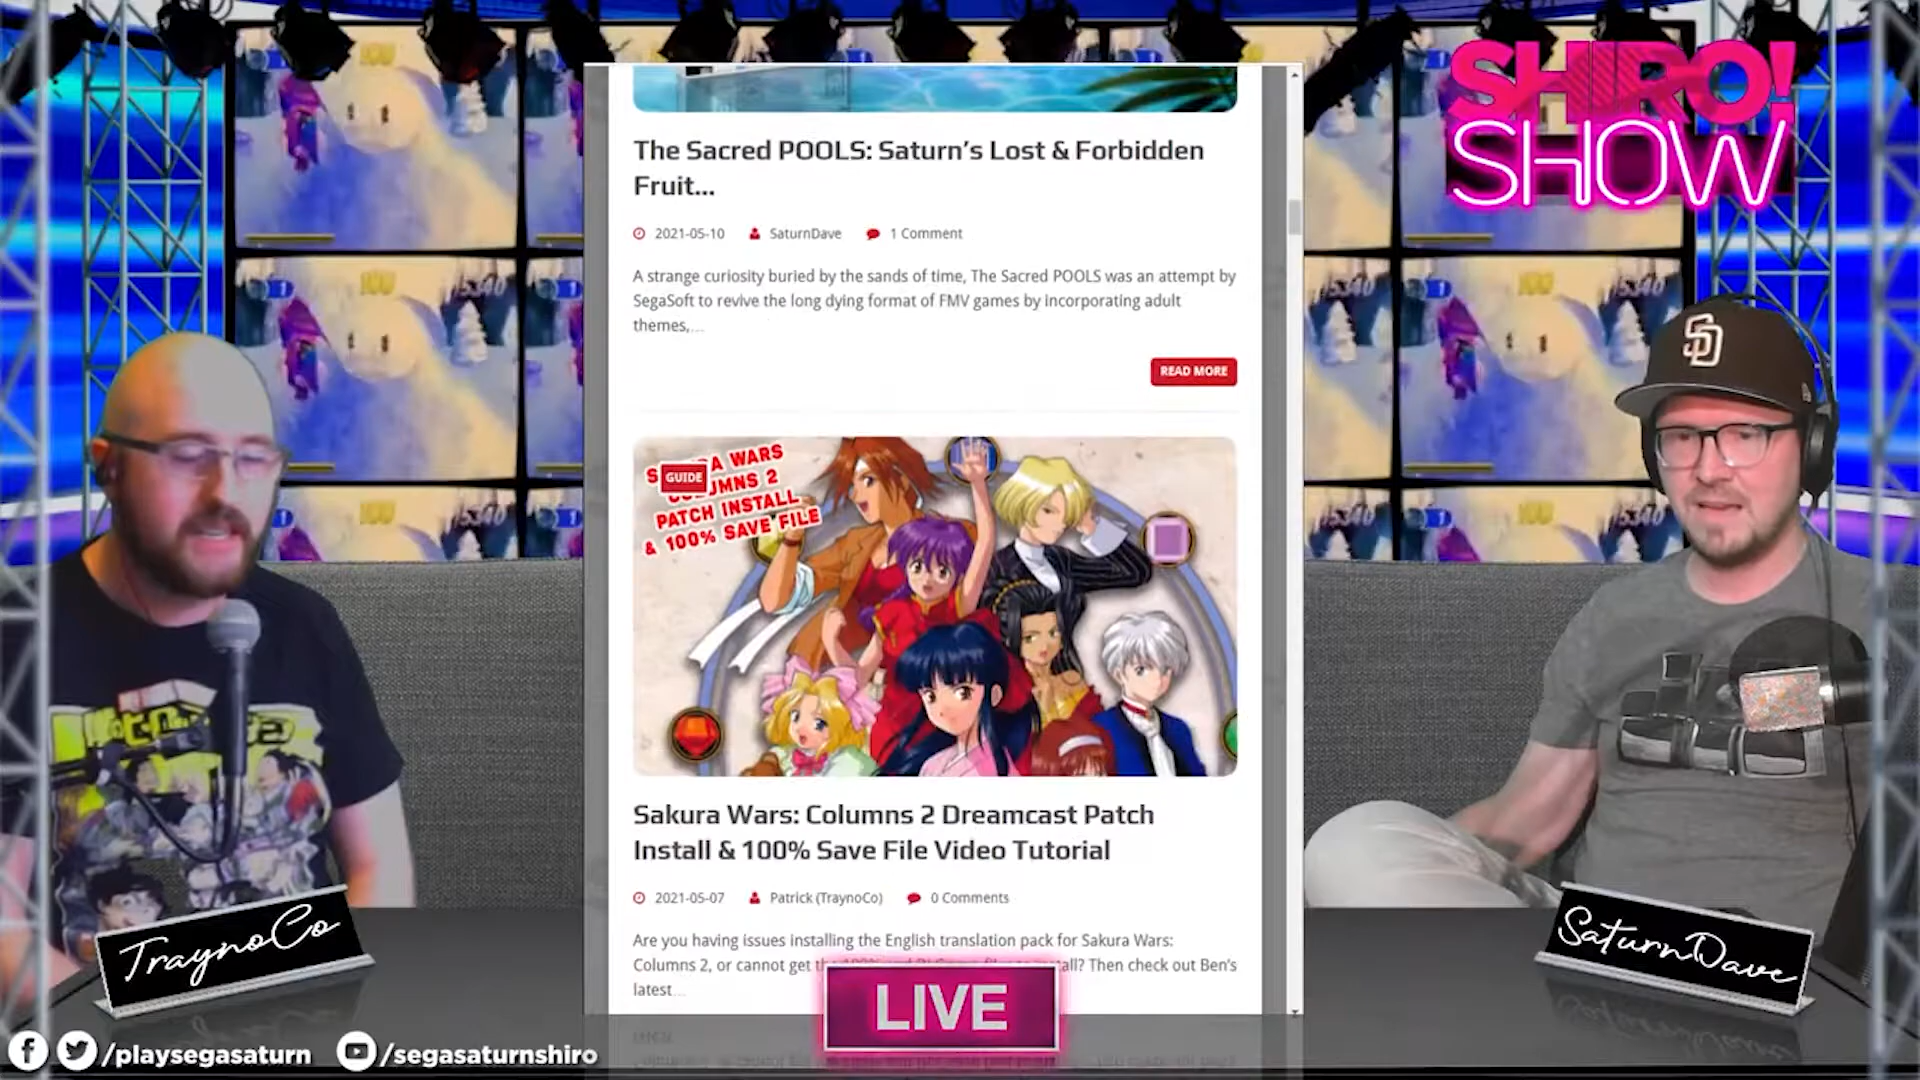 SHIRO!
SHOW
The Sacred POOLS: Saturn's Lost & Forbidden
Fruit...
2021-05-10 SaturnDave 1 Comment
A strange curiosity buried by the sands of time, The Sacred POOLS was an attempt by
SegaSoft to revive the long dying format of FMV games by incorporating adult
themes,...
READ MORE
GUIDE
A WARS
UMNS 2
PATCH INSTALL
& 100% SAVE FILE
Sakura Wars: Columns 2 Dreamcast Patch
Install & 100% Save File Video Tutorial
2021-05-07 Patrick (TraynoCo) 0 Comments
Are you having issues installing the English translation pack for Sakura Wars:
Columns 2, or cannot get
all? Then check out Ben's
latest...
LIVE
TraynoCo
SaturnDave
SD
/playsegasaturn
/segasaturnshiro